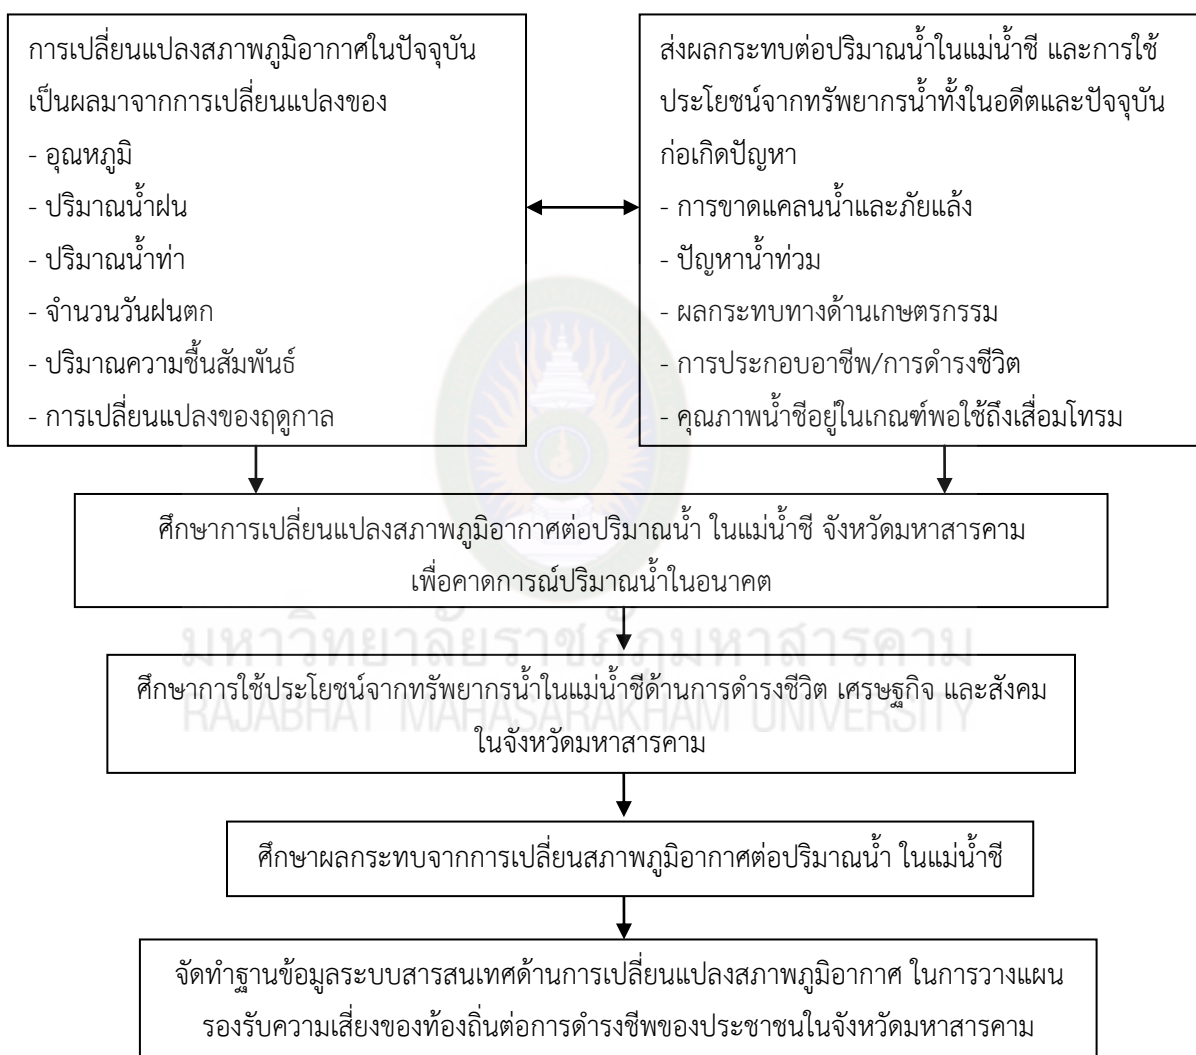 การเปลี่ยนแปลงสภาพภูมิอากาศในปัจจุบัน
เป็นผลมาจากการเปลี่ยนแปลงของ
- อุณหภูมิ
- ปริมาณน้ำฝน
- ปริมาณน้ำท่า
- จำนวนวันฝนตก
- ปริมาณความชื้นสัมพันธ์
- การเปลี่ยนแปลงของฤดูกาล
ส่งผลกระทบต่อปริมาณน้ำในแม่น้ำชี และการใช้
ประโยชน์จากทรัพยากรน้ำทั้งในอดีตและปัจจุบัน
ก่อเกิดปัญหา
- การขาดแคลนน้ำและภัยแล้ง
- ปัญหาน้ำท่วม
- ผลกระทบทางด้านเกษตรกรรม
- การประกอบอาชีพ/การดำรงชีวิต
- คุณภาพน้ำชีอยู่ในเกณฑ์พอใช้ถึงเสื่อมโทรม
ศึกษาการเปลี่ยนแปลงสภาพภูมิอากาศต่อปริมาณน้ำ ในแม่น้ำชี จังหวัดมหาสารคาม
เพื่อคาดการณ์ปริมาณน้ำในอนาคต
มหาวิทยาลัยราชภัฏมหาสารคาม
RAJABHAT MAHASARAKHAM UNIVERSITY
ศึกษาการใช้ประโยชน์จากทรัพยากรน้ำในแม่น้ำชีด้านการดำรงชีวิต เศรษฐกิจ และสังคม
ในจังหวัดมหาสารคาม
ศึกษาผลกระทบจากการเปลี่ยนสภาพภูมิอากาศต่อปริมาณน้ำ ในแม่น้ำชี
จัดทำฐานข้อมูลระบบสารสนเทศด้านการเปลี่ยนแปลงสภาพภูมิอากาศ ในการวางแผน
รองรับความเสี่ยงของท้องถิ่นต่อการดำรงชีพของประชาชนในจังหวัดมหาสารคาม